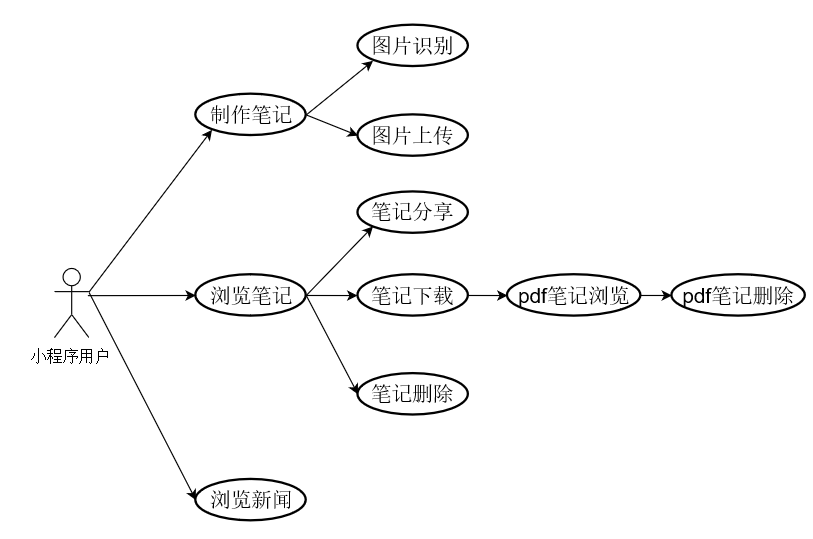 图片识别
制作笔记
图片上传
笔记分享
浏览笔记
笔记下载
pdf笔记浏览
pdf笔记删除
小程序用户
笔记删除
浏览新闻